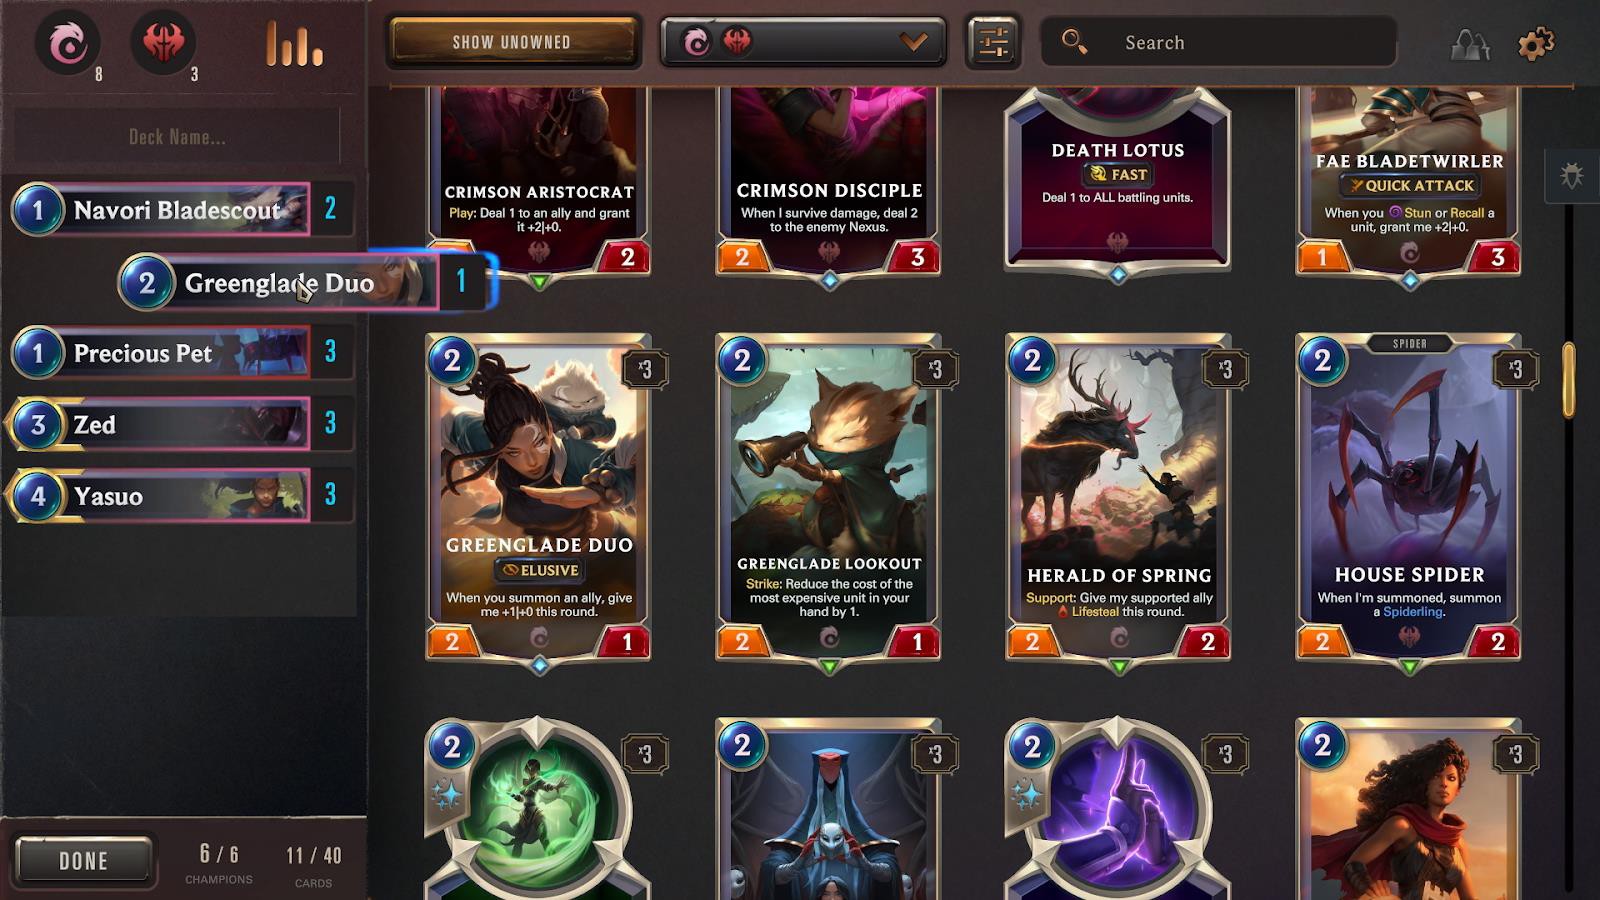 8
3
SHOW UNOWNED
Search
Deck Name...
1 Navori Bladescout 2
2 Greenglade Duo 1
1 Precious Pet 3
3 Zed 3
4 Yasuo 3
DONE
6 / 6
CHAMPIONS
11 / 40
CARDS
CRIMSON ARISTOCRAT
Play: Deal 1 to an ally and grant
it +2|+0.
2
CRIMSON DISCIPLE
When I survive damage, deal 2
to the enemy Nexus.
2 3
DEATH LOTUS
FAST
Deal 1 to ALL battling units.
FAE BLADETWIRLER
QUICK ATTACK
When you Stun or Recall a
unit, grant me +2|+0.
1 3
2 x3
GREENGLADE DUO
ELUSIVE
When you summon an ally, give
me +1|+0 this round.
2 1
2 x3
GREENGLADE LOOKOUT
Strike: Reduce the cost of the
most expensive unit in your
hand by 1.
2 1
2 x3
HERALD OF SPRING
Support: Give my supported ally
Lifesteal this round.
2 2
SPIDER
2 x3
HOUSE SPIDER
When I'm summoned, summon
a Spiderling.
2 2
2 x3
2 x3
2 x3
2 x3